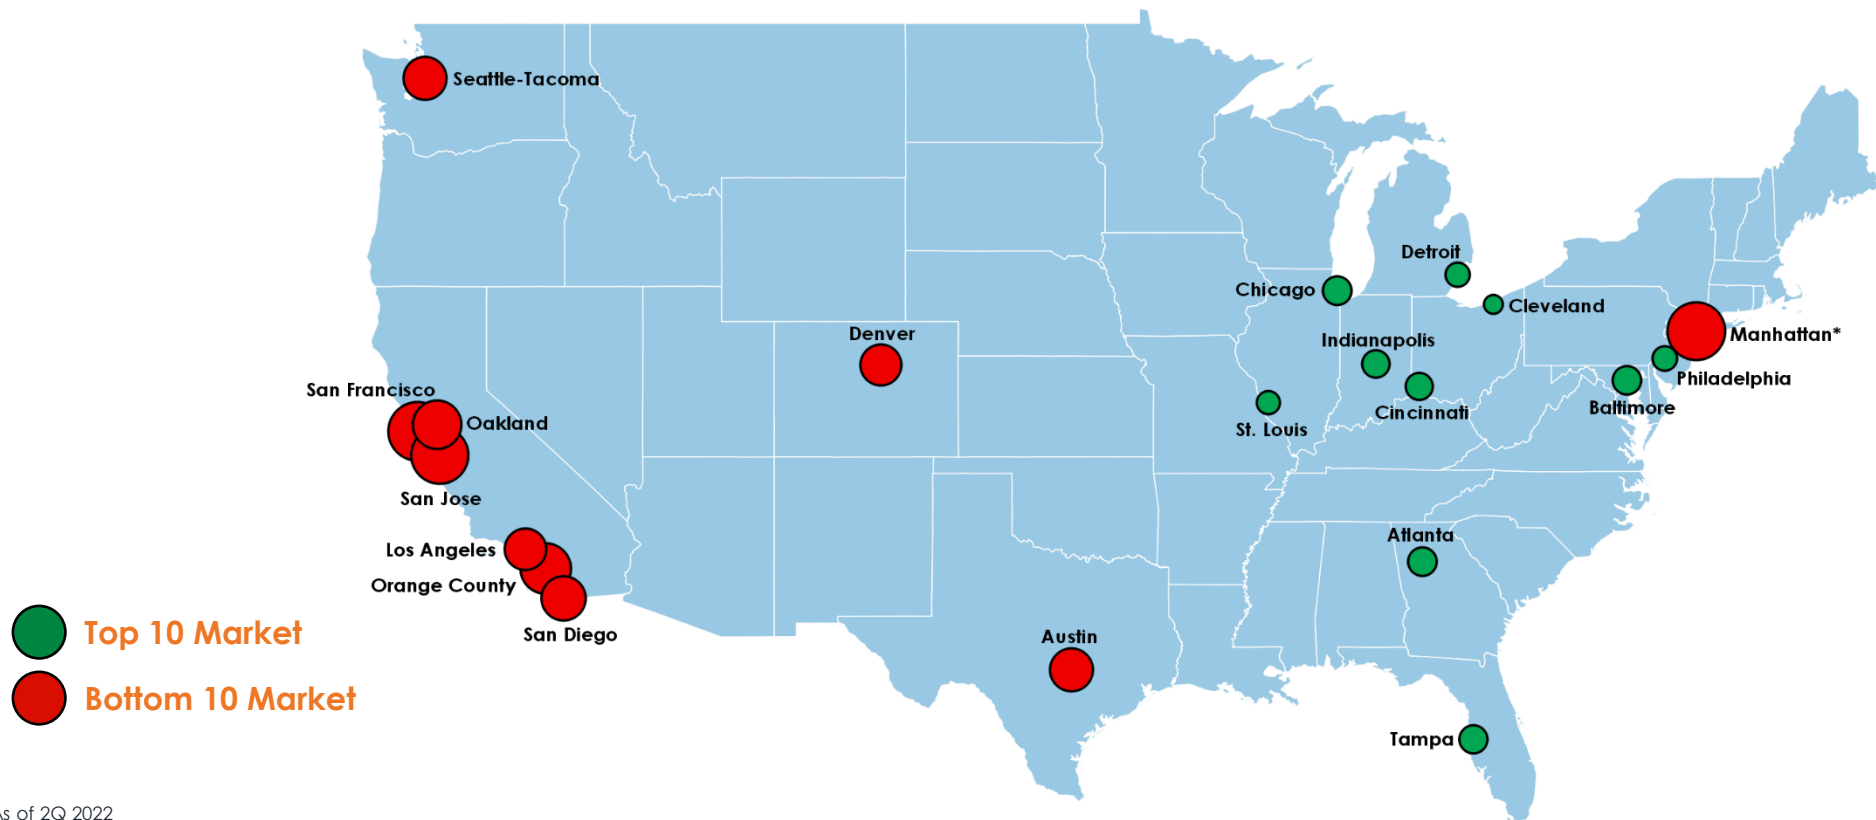 Seattle-Tacoma
Detroit
Chicago
Cleveland
Denver
Indianapolis
Manhattan*
Philadelphia
San Francisco
Baltimore
Cincinnati
Oakland
St. Louis
San Jose
Atlanta
Los Angeles
Orange County
San Diego
Austin
Top 10 Market
Bottom 10 Market
Tampa
As of 2Q 2022